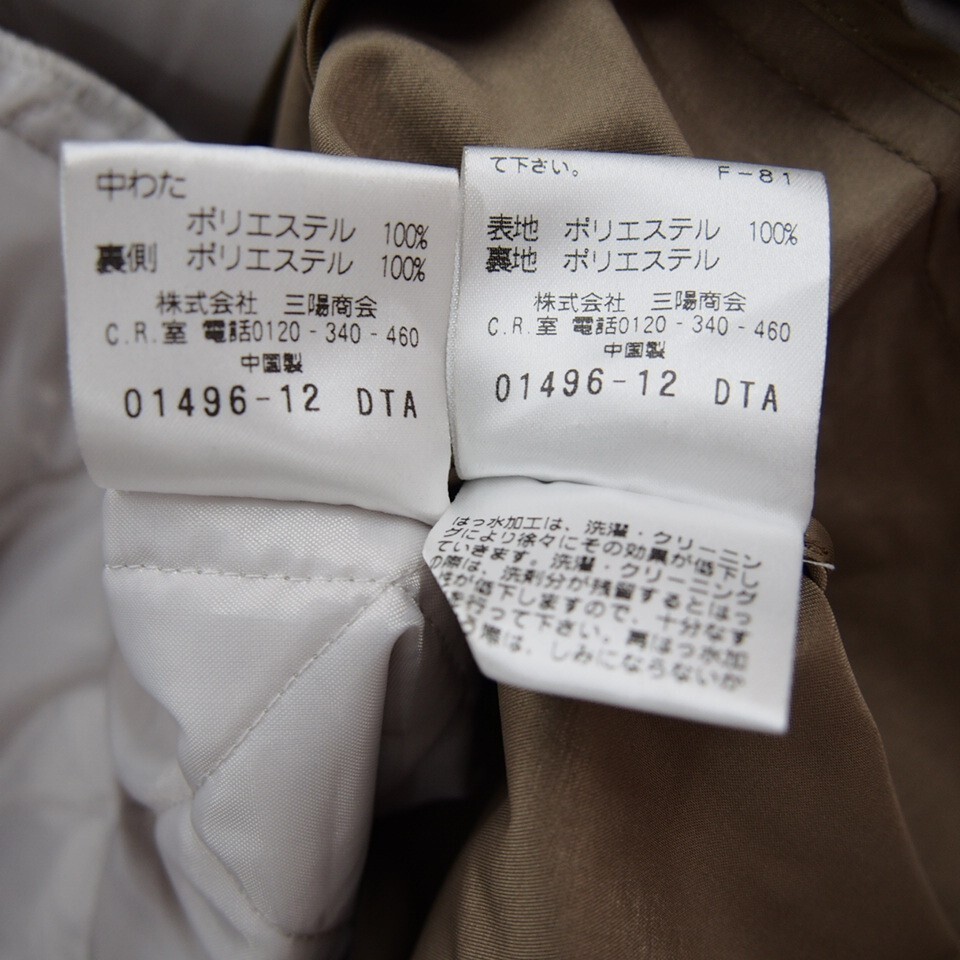 中わた
ポリエステル 100%
裏側 ポリエステル 100%
株式会社 三陽商会
C.R.室 電話0120-340-460
中国製
01496-12 DTA
て下さい。 F-81
表地 ポリエステル 100%
裏地 ポリエステル
株式会社 三陽商会
C.R.室 電話0120-340-460
中国製
01496-12 DTA
はっ水加工は、洗濯・クリーニン
グにより徐々にその効果が低下し
ていきます。洗濯・クリーニング
の際は、洗剤分が残留するとはっ
性が低下しますので、十分なすす
を行って下さい。尚はっ水加
う際は、しみにならないか